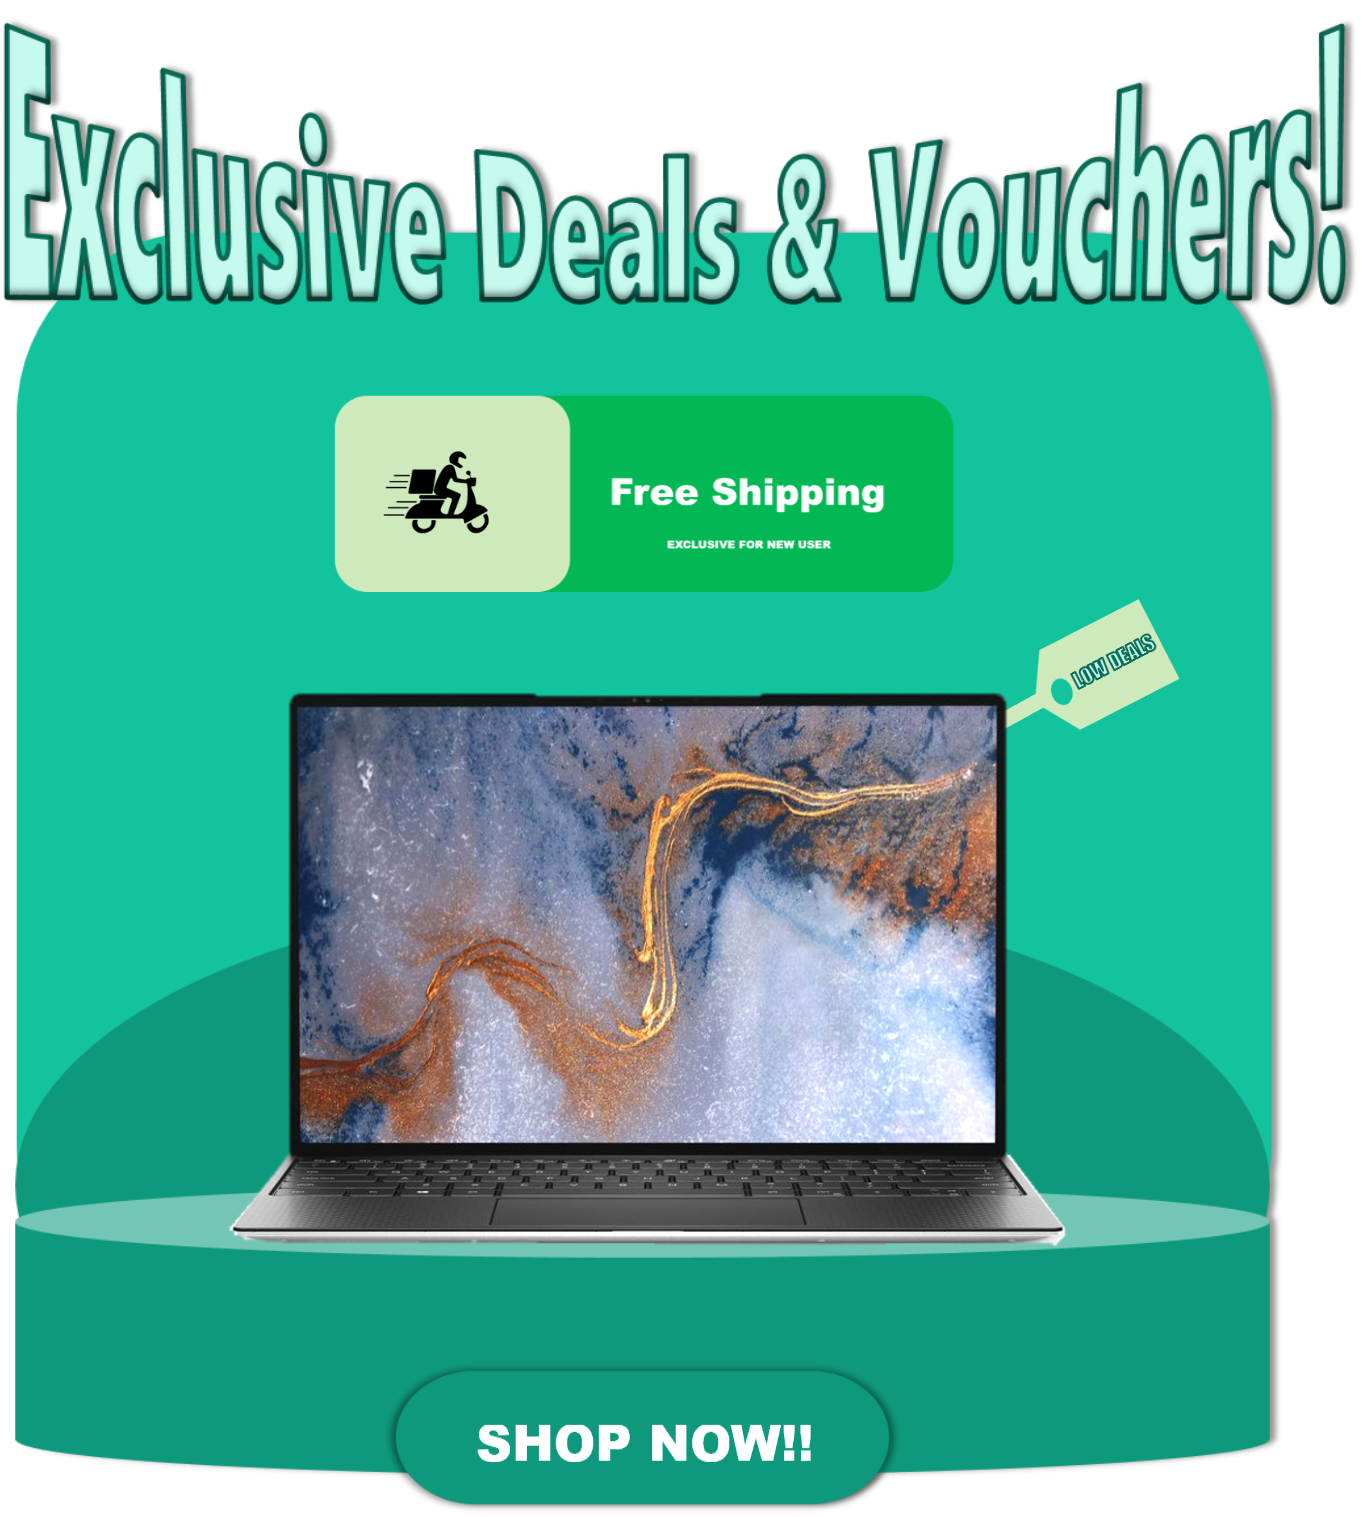 Exclusive Deals & Vouchers!
Free Shipping
EXCLUSIVE FOR NEW USER
LOW DEALS
SHOP NOW!!